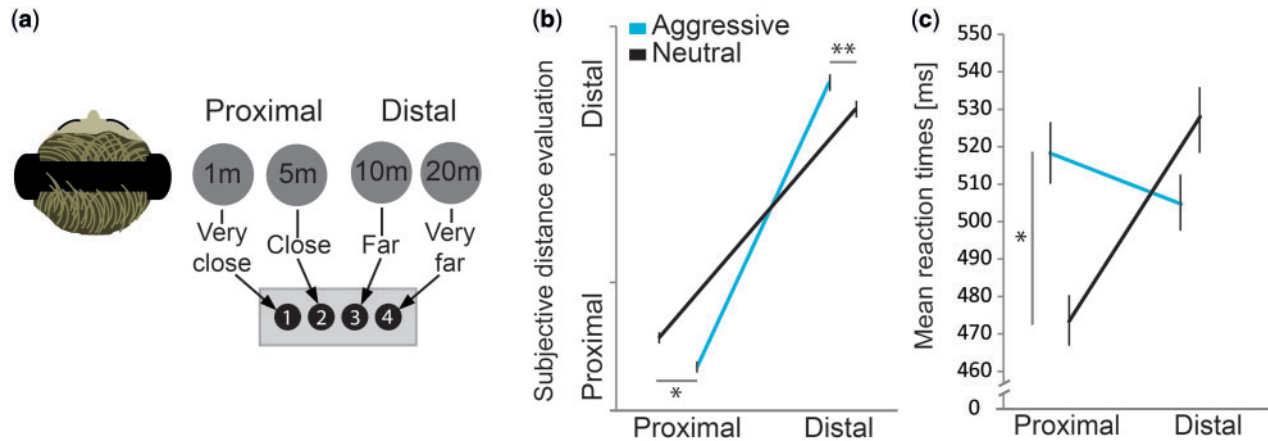 (a)
Proximal Distal
1m 5m 10m 20m
Very close Close Far Very far
1 2 3 4
(b)
Aggressive
Neutral
**
*
Subjective distance evaluation
Distal
Proximal
Proximal Distal
(c)
Mean reaction times [ms]
550
540
530
520
510
500
490
480
470
460
0
*
Proximal Distal